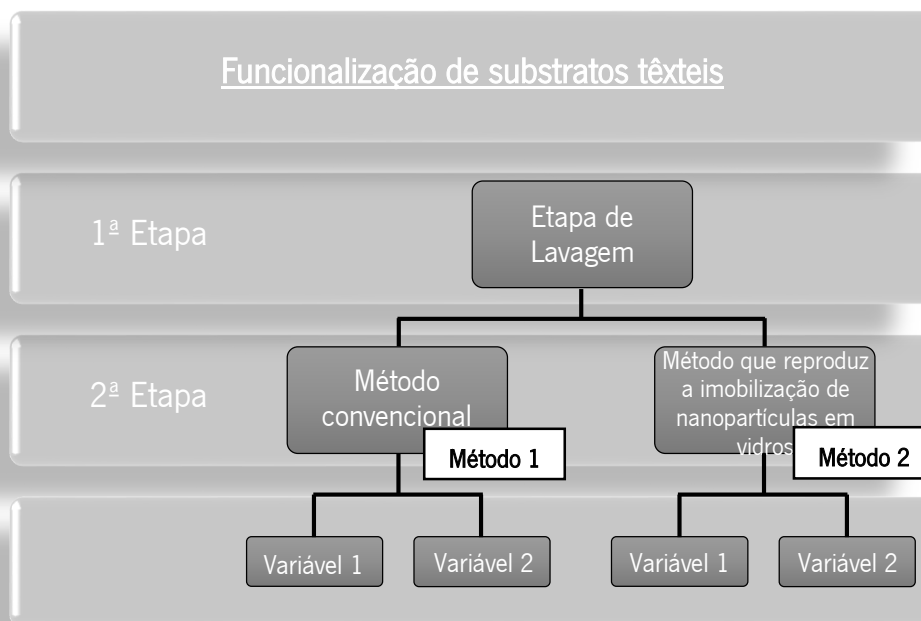 Funcionalização de substratos têxteis
1ª Etapa
Etapa de
Lavagem
2ª Etapa
Método
convencional
Método 1
Método que reproduz
a imobilização de
nanopartículas em
vidros
Método 2
Variável 1
Variável 2
Variável 1
Variável 2